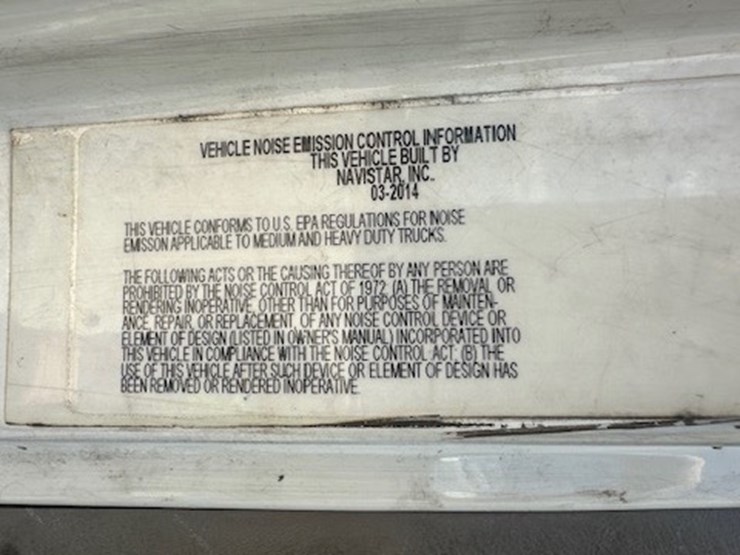 VEHICLE NOISE EMISSION CONTROL INFORMATION
THIS VEHICLE BUILT BY
NAVISTAR, INC.
03-2014
THIS VEHICLE CONFORMS TO U.S. EPA REGULATIONS FOR NOISE
EMISSON APPLICABLE TO MEDIUM AND HEAVY DUTY TRUCKS.
THE FOLLOWING ACTS OR THE CAUSING THEREOF BY ANY PERSON ARE
PROHIBITED BY THE NOISE CONTROL ACT OF 1972. (A) THE REMOVAL OR
RENDERING INOPERATIVE, OTHER THAN FOR PURPOSES OF MAINTEN-
ANCE, REPAIR, OR REPLACEMENT, OF ANY NOISE CONTROL DEVICE OR
ELEMENT OF DESIGN (LISTED IN OWNER'S MANUAL) INCORPORATED INTO
THIS VEHICLE IN COMPLIANCE WITH THE NOISE CONTROL ACT; (B) THE
USE OF THIS VEHICLE AFTER SUCH DEVICE OR ELEMENT OF DESIGN HAS
BEEN REMOVED OR RENDERED INOPERATIVE.